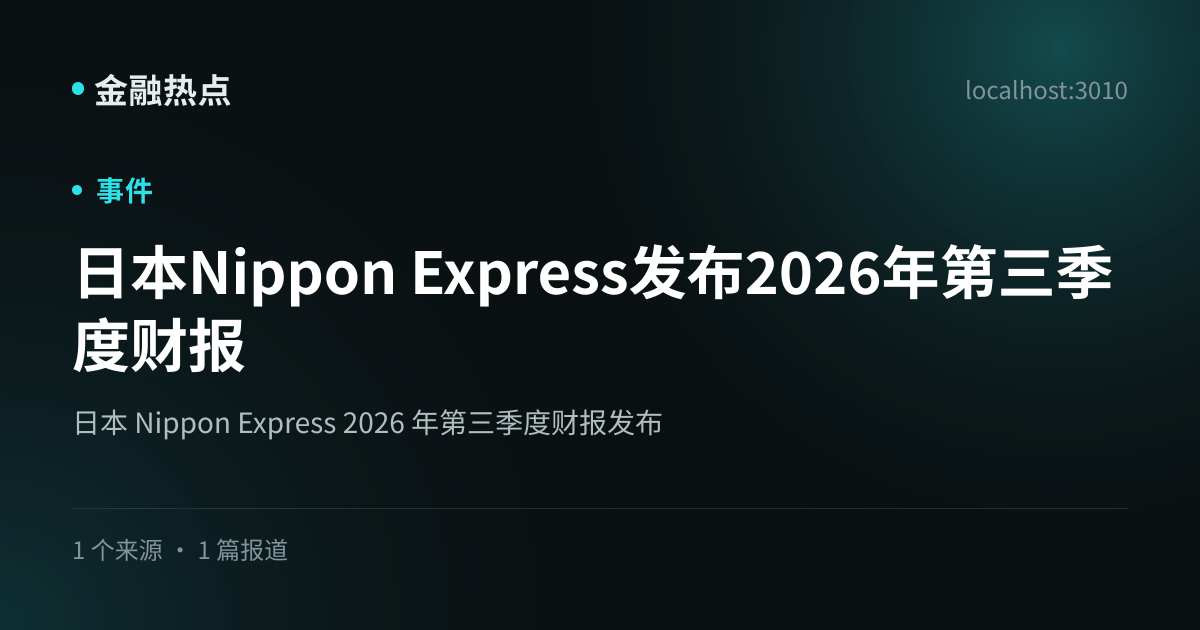 金融热点
localhost:3010
事件
日本Nippon Express发布2026年第三季
度财报
日本 Nippon Express 2026 年第三季度财报发布
1 个来源 · 1 篇报道